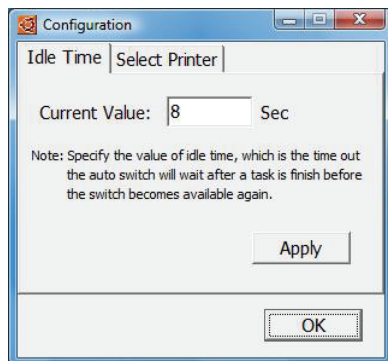 Configuration
Idle Time Select Printer
Current Value: 8 Sec
Note: Specify the value of idle time, which is the time out
the auto switch will wait after a task is finish before
the switch becomes available again.
Apply
OK